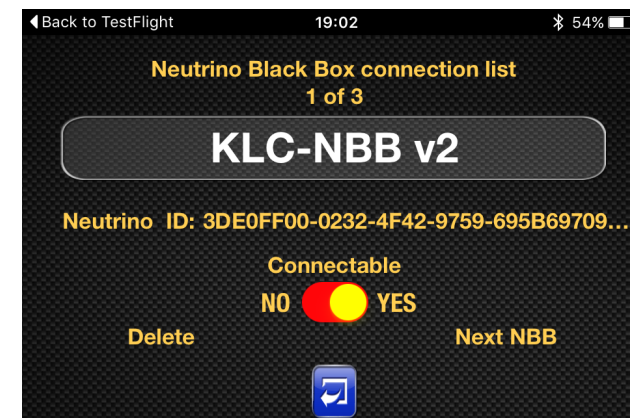 Back to TestFlight 19:02 54%
Neutrino Black Box connection list
1 of 3
KLC-NBB v2
Neutrino ID: 3DE0FF00-0232-4F42-9759-695B69709...
Connectable
NO YES
Delete Next NBB